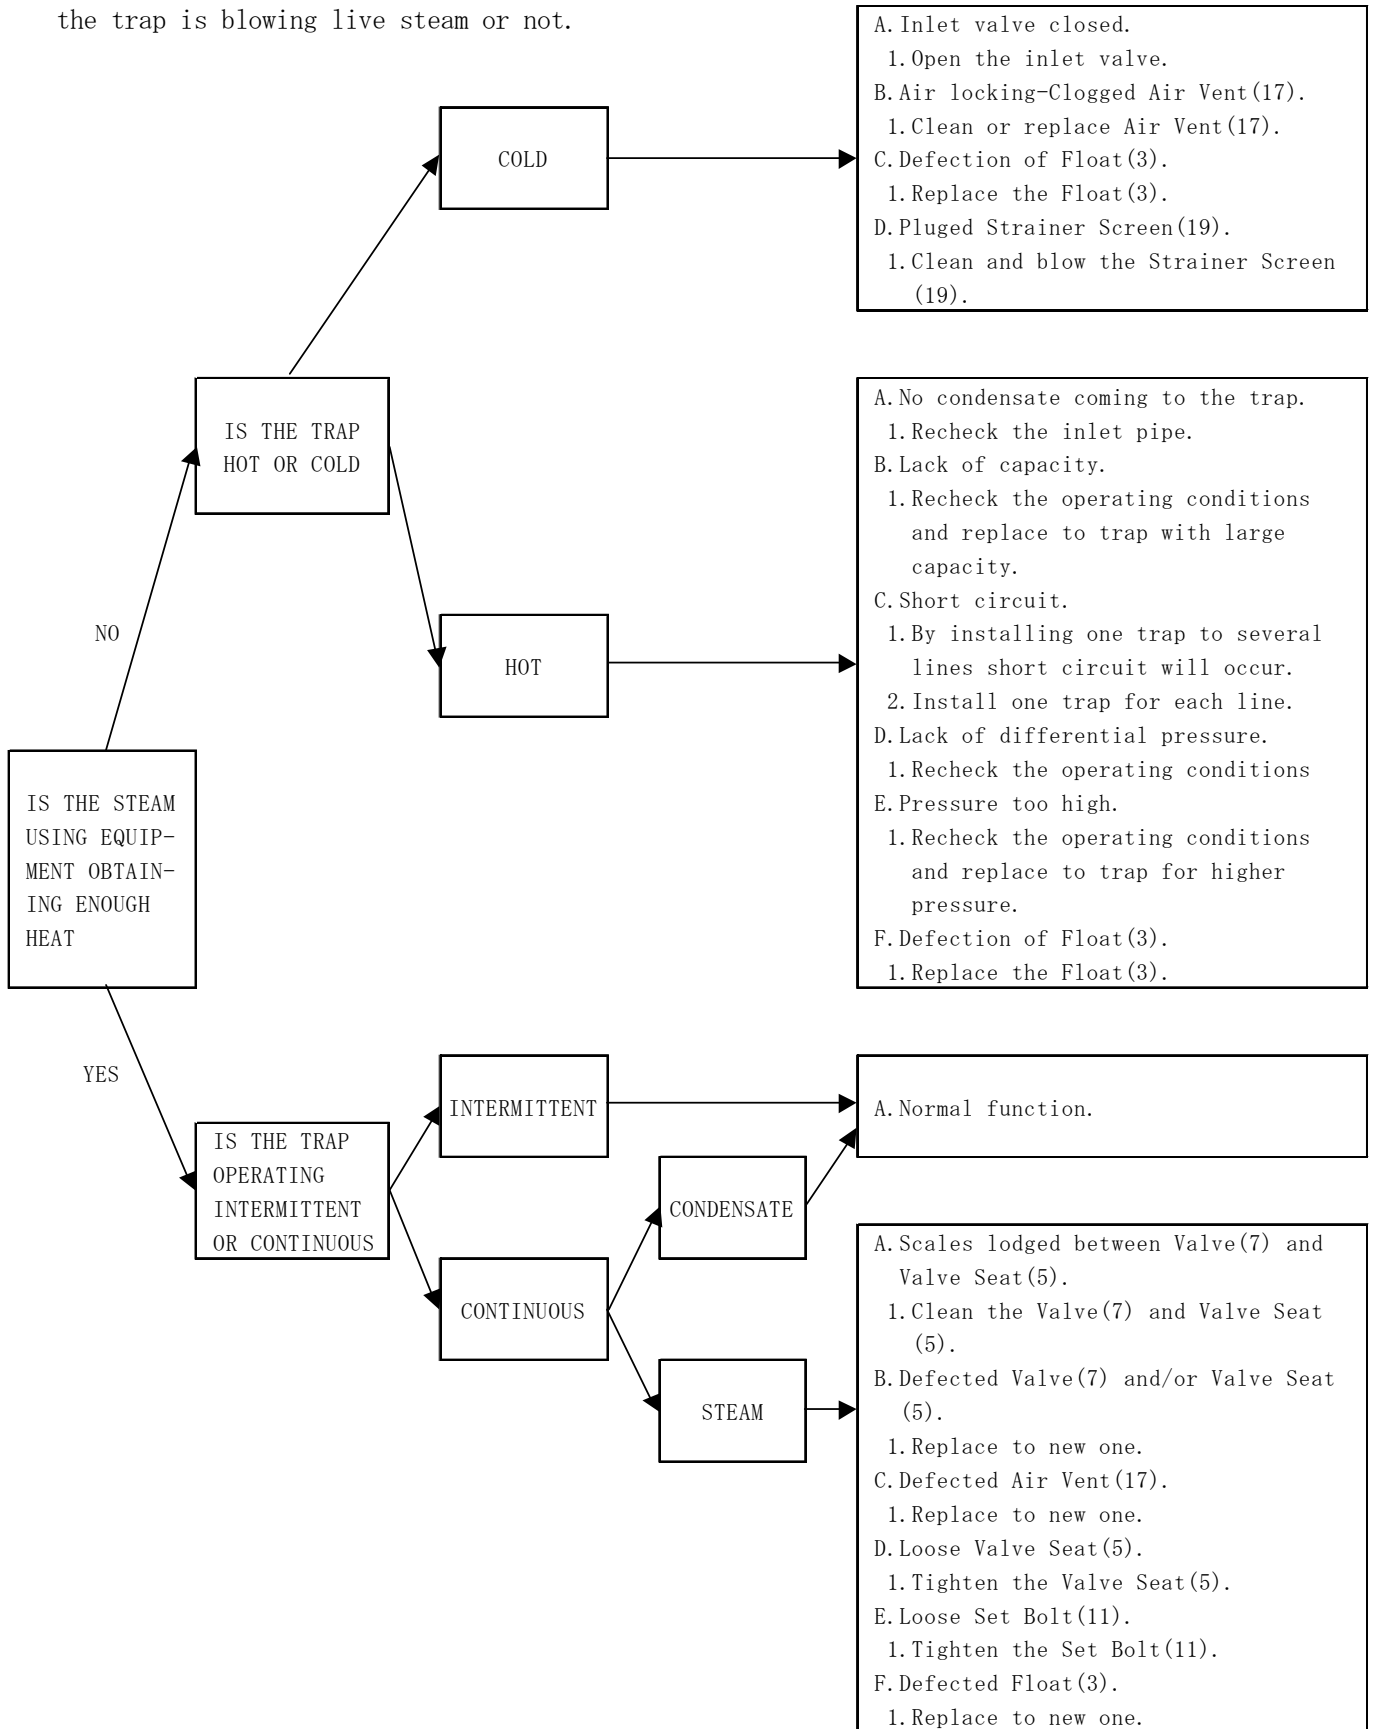 the trap is blowing live steam or not.
A.Inlet valve closed.
1.Open the inlet valve.
B.Air locking-Clogged Air Vent(17).
1.Clean or replace Air Vent(17).
C.Defection of Float(3).
1.Replace the Float(3).
D.Pluged Strainer Screen(19).
1.Clean and blow the Strainer Screen
(19).
COLD
IS THE TRAP
HOT OR COLD
A.No condensate coming to the trap.
1.Recheck the inlet pipe.
B.Lack of capacity.
1.Recheck the operating conditions
and replace to trap with large
capacity.
C.Short circuit.
1.By installing one trap to several
lines short circuit will occur.
2.Install one trap for each line.
D.Lack of differential pressure.
1.Recheck the operating conditions
E.Pressure too high.
1.Recheck the operating conditions
and replace to trap for higher
pressure.
F.Defection of Float(3).
1.Replace the Float(3).
NO
HOT
IS THE STEAM
USING EQUIP-
MENT OBTAIN-
ING ENOUGH
HEAT
YES
INTERMITTENT
A.Normal function.
IS THE TRAP
OPERATING
INTERMITTENT
OR CONTINUOUS
CONDENSATE
CONTINUOUS
STEAM
A.Scales lodged between Valve(7) and
Valve Seat(5).
1.Clean the Valve(7) and Valve Seat
(5).
B.Defected Valve(7) and/or Valve Seat
(5).
1.Replace to new one.
C.Defected Air Vent(17).
1.Replace to new one.
D.Loose Valve Seat(5).
1.Tighten the Valve Seat(5).
E.Loose Set Bolt(11).
1.Tighten the Set Bolt(11).
F.Defected Float(3).
1.Replace to new one.